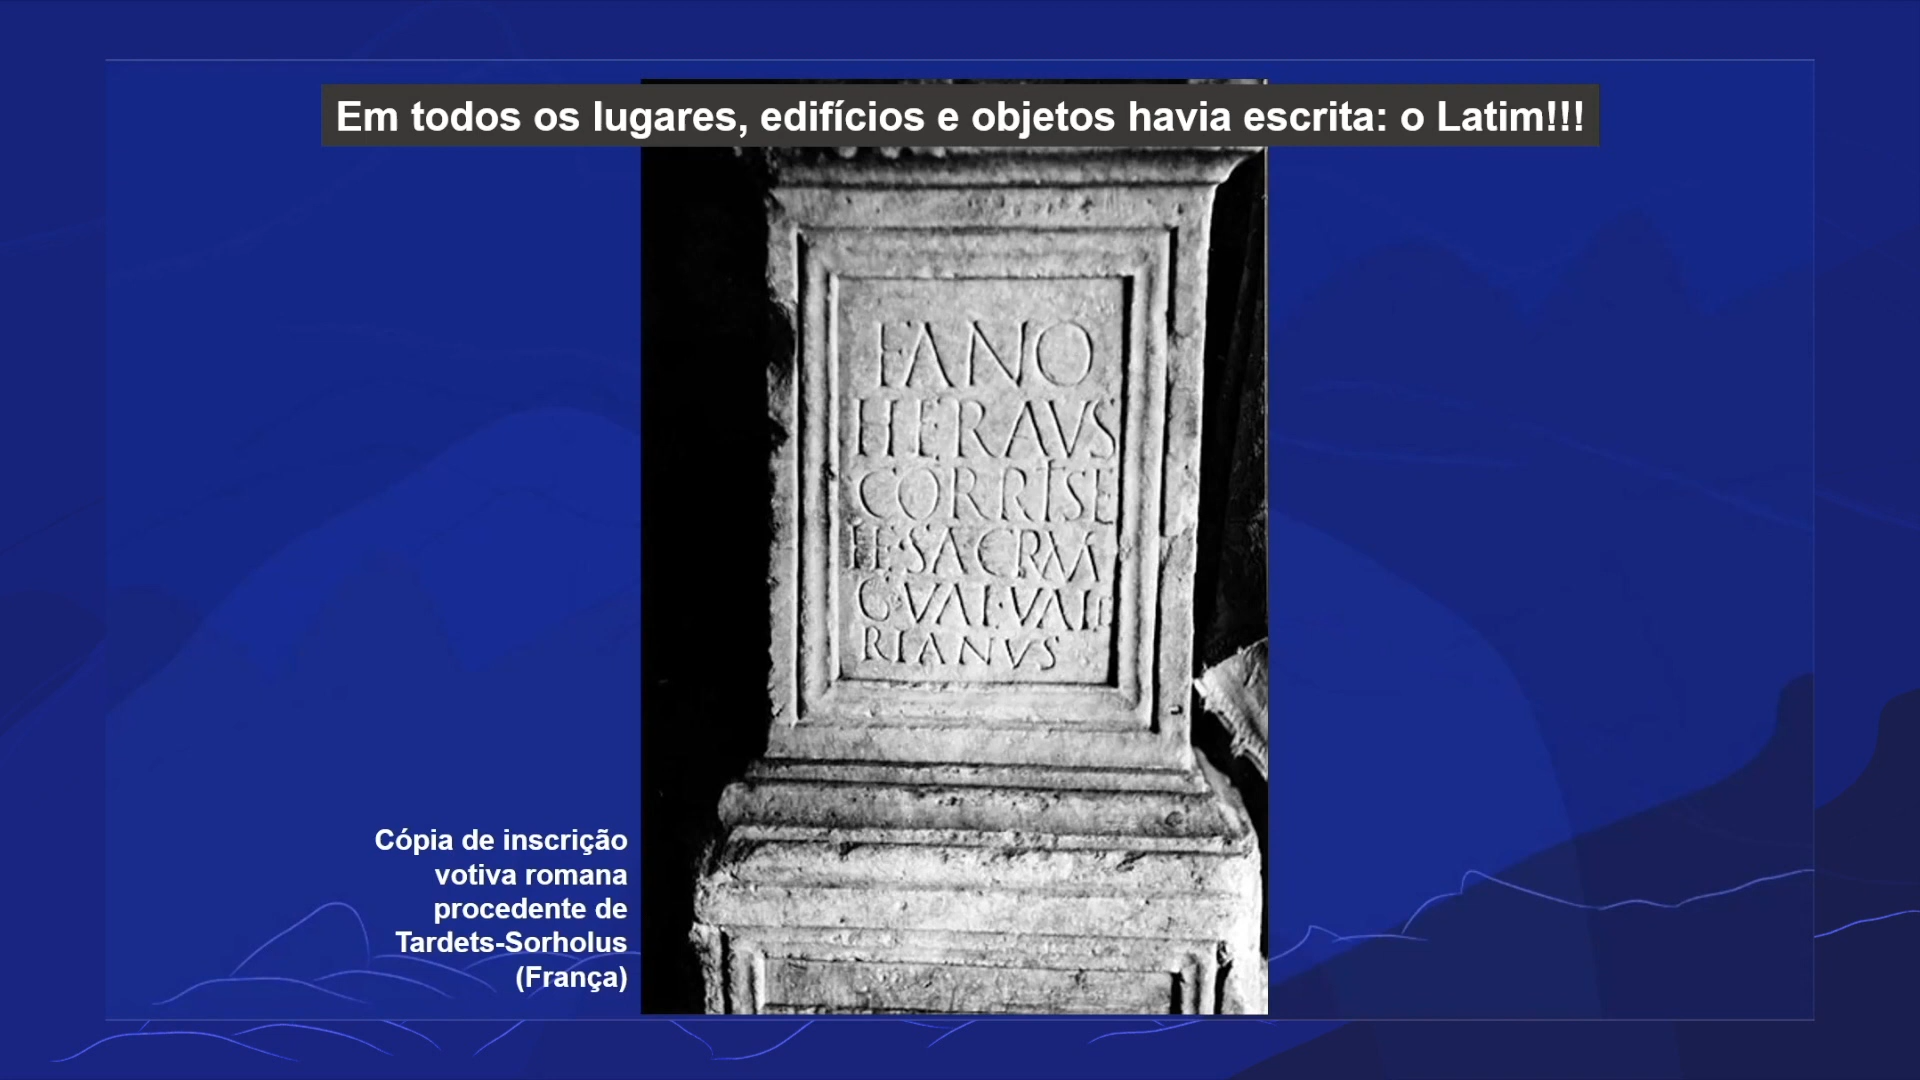 Em todos os lugares, edifícios e objetos havia escrita: o Latim!!!
FANO
HERAVS
CORRISE
HE·SACRVM
G·VAL·VALE
RIANVS
Cópia de inscrição
votiva romana
procedente de
Tardets-Sorholus
(França)